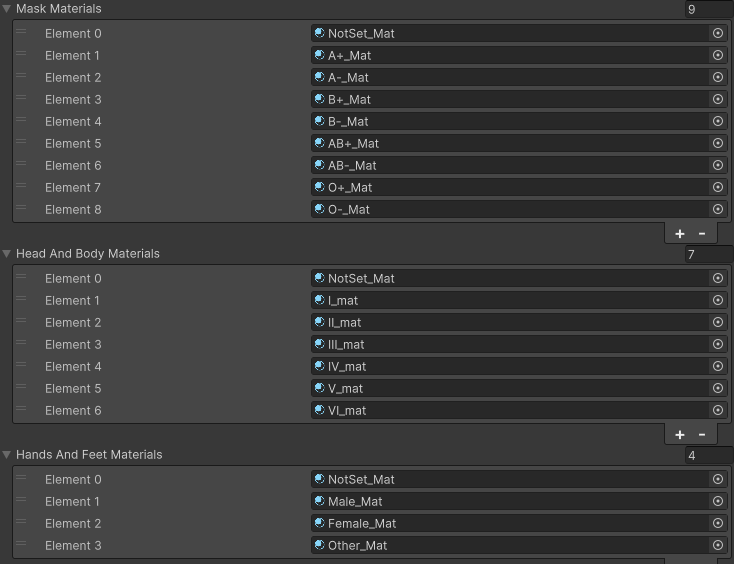 Mask Materials 9
Element 0 NotSet_Mat
Element 1 A+_Mat
Element 2 A-_Mat
Element 3 B+_Mat
Element 4 B-_Mat
Element 5 AB+_Mat
Element 6 AB-_Mat
Element 7 O+_Mat
Element 8 O-_Mat
+ -
Head And Body Materials 7
Element 0 NotSet_Mat
Element 1 I_mat
Element 2 II_mat
Element 3 III_mat
Element 4 IV_mat
Element 5 V_mat
Element 6 VI_mat
+ -
Hands And Feet Materials 4
Element 0 NotSet_Mat
Element 1 Male_Mat
Element 2 Female_Mat
Element 3 Other_Mat